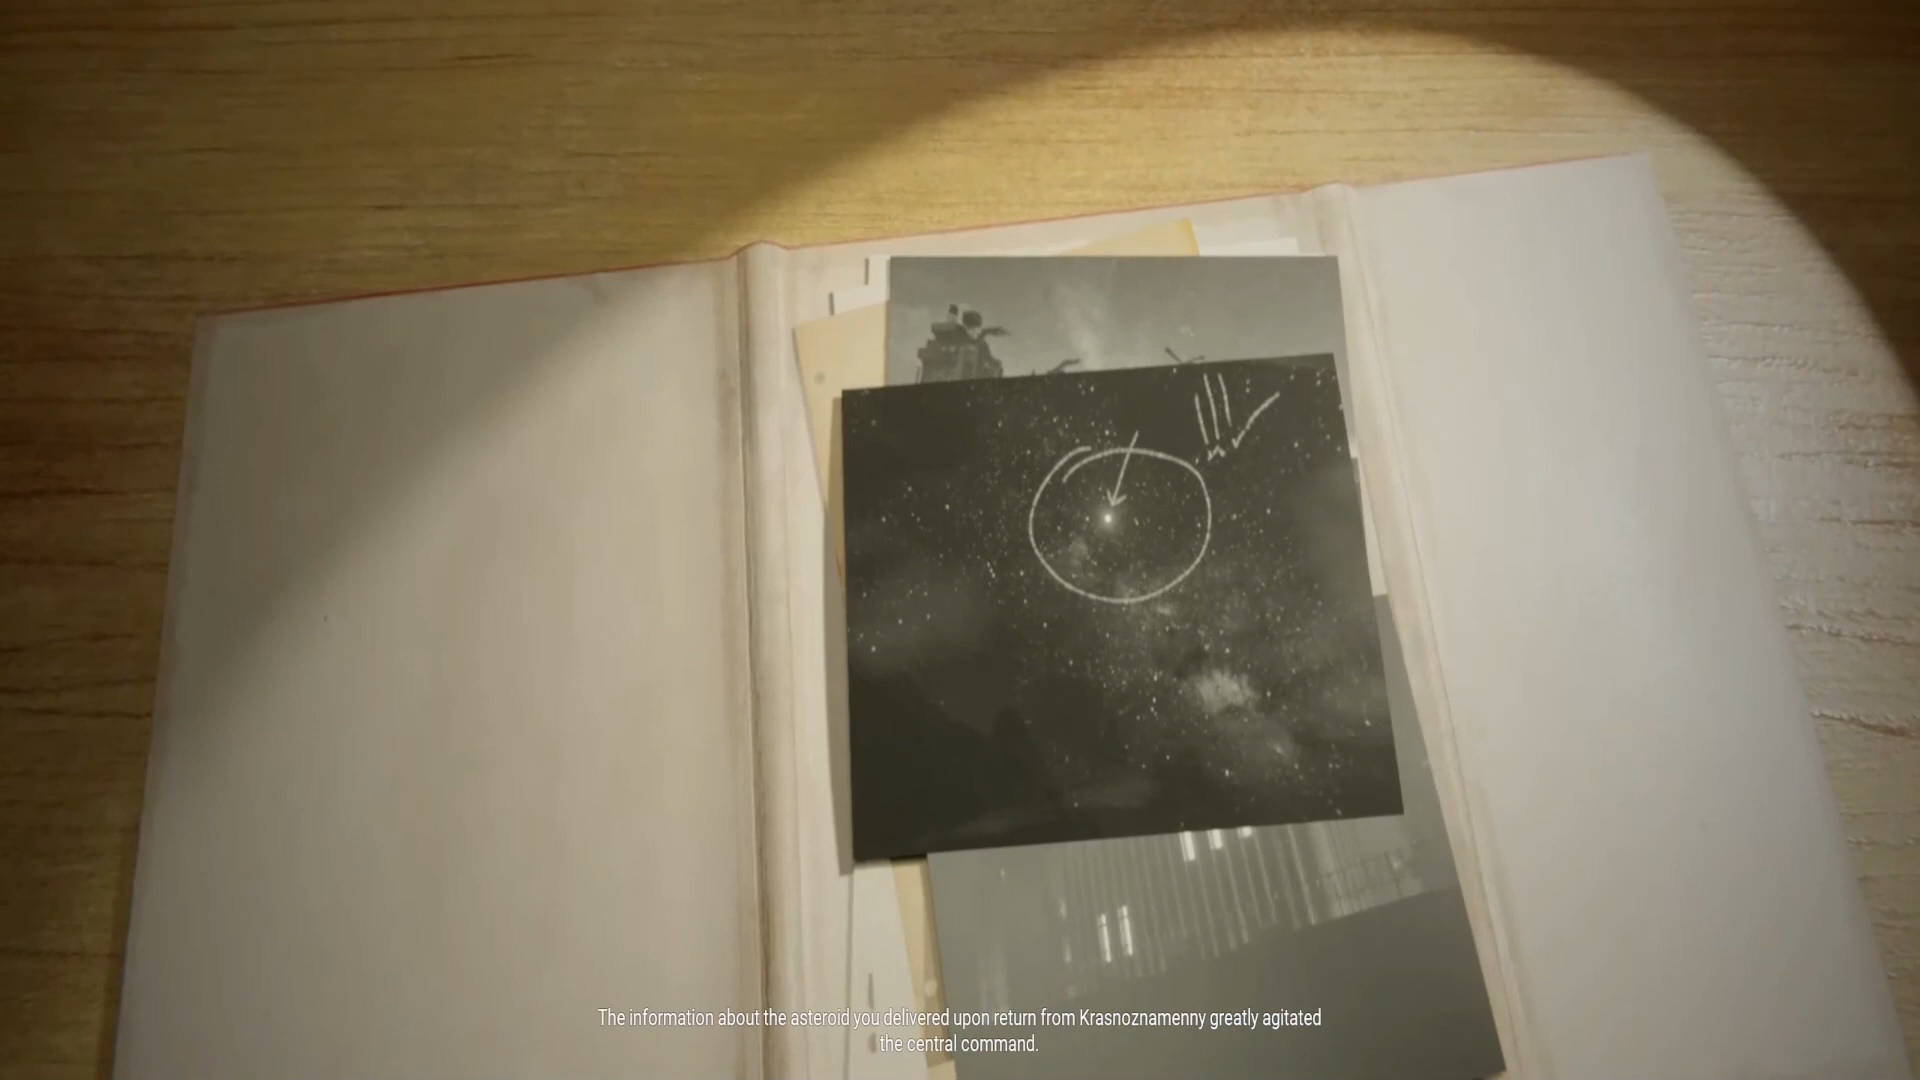 !!!
The information about the asteroid you delivered upon return from Krasnoznamenny greatly agitated
the central command.